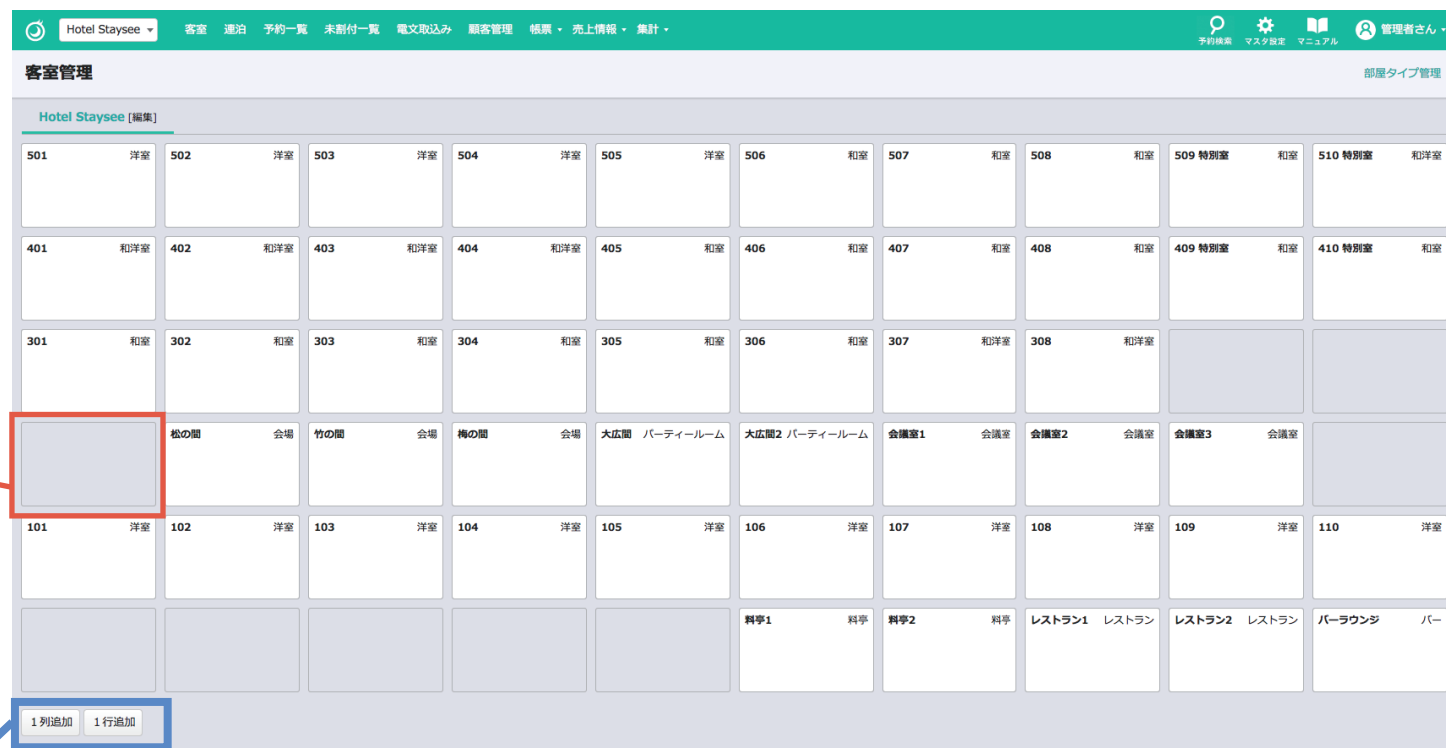 Hotel Staysee 客室 連泊 予約一覧 未割付一覧 電文取込み 顧客管理 帳票 売上情報 集計 予約検索 マスタ設定 マニュアル 管理者さん
客室管理 部屋タイプ管理
Hotel Staysee [編集]
501 洋室 502 洋室 503 洋室 504 洋室 505 洋室 506 和室 507 和室 508 和室 509 特別室 和室 510 特別室 和洋室
401 和洋室 402 和洋室 403 和洋室 404 和洋室 405 和室 406 和室 407 和室 408 和室 409 特別室 和室 410 特別室 和室
301 和室 302 和室 303 和室 304 和室 305 和室 306 和室 307 和洋室 308 和洋室
松の間 会場 竹の間 会場 梅の間 会場 大広間 パーティールーム 大広間2 パーティールーム 会議室1 会議室 会議室2 会議室 会議室3 会議室
101 洋室 102 洋室 103 洋室 104 洋室 105 洋室 106 洋室 107 洋室 108 洋室 109 洋室 110 洋室
料亭1 料亭 料亭2 料亭 レストラン1 レストラン レストラン2 レストラン バーラウンジ バー
1列追加 1行追加